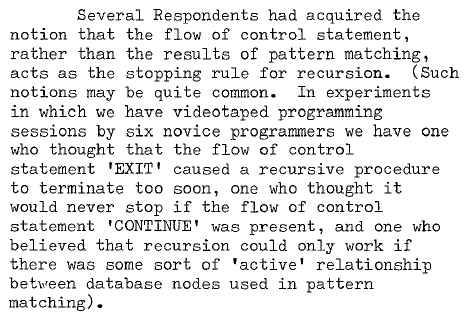 Several Respondents had acquired the
notion that the flow of control statement,
rather than the results of pattern matching,
acts as the stopping rule for recursion. (Such
notions may be quite common. In experiments
in which we have videotaped programming
sessions by six novice programmers we have one
who thought that the flow of control
statement 'EXIT' caused a recursive procedure
to terminate too soon, one who thought it
would never stop if the flow of control
statement 'CONTINUE' was present, and one who
believed that recursion could only work if
there was some sort of 'active' relationship
between database nodes used in pattern
matching).